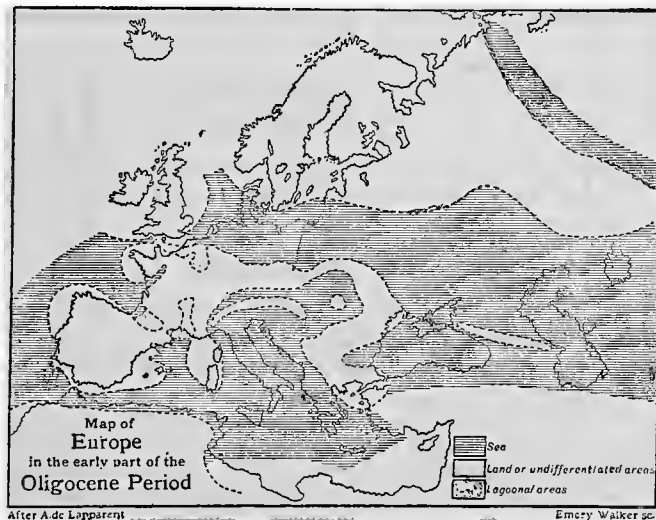 Map of
Europe
in the early part of the
Oligocene Period
Sea
Land or undifferentiated areas
Lagoonal areas
After A.de Lapparent
Emery Walker sc.